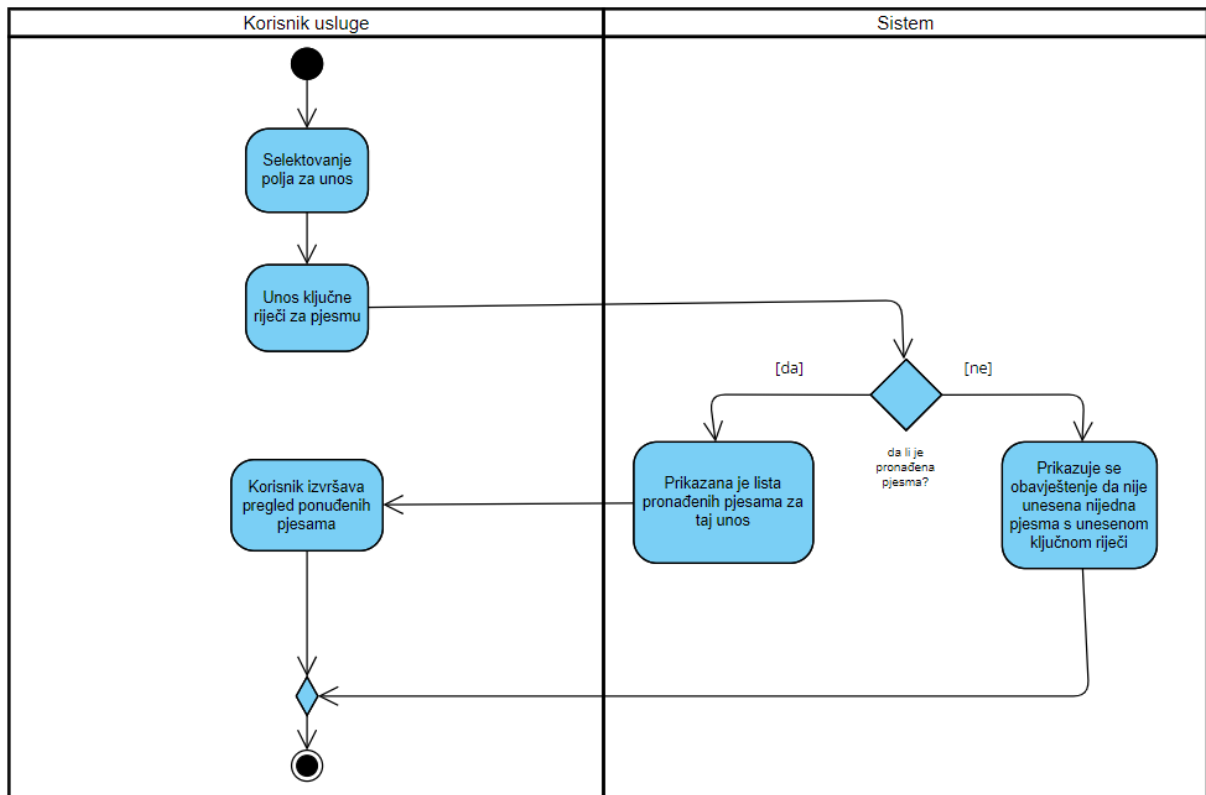 Korisnik usluge
Sistem
Selektovanje
polja za unos
Unos ključne
riječi za pjesmu
[da]
[ne]
da li je
pronađena
pjesma?
Korisnik izvršava
pregled ponuđenih
pjesama
Prikazana je lista
pronađenih pjesama za
taj unos
Prikazuje se
obavještenje da nije
unesena nijedna
pjesma s unesenom
ključnom riječi